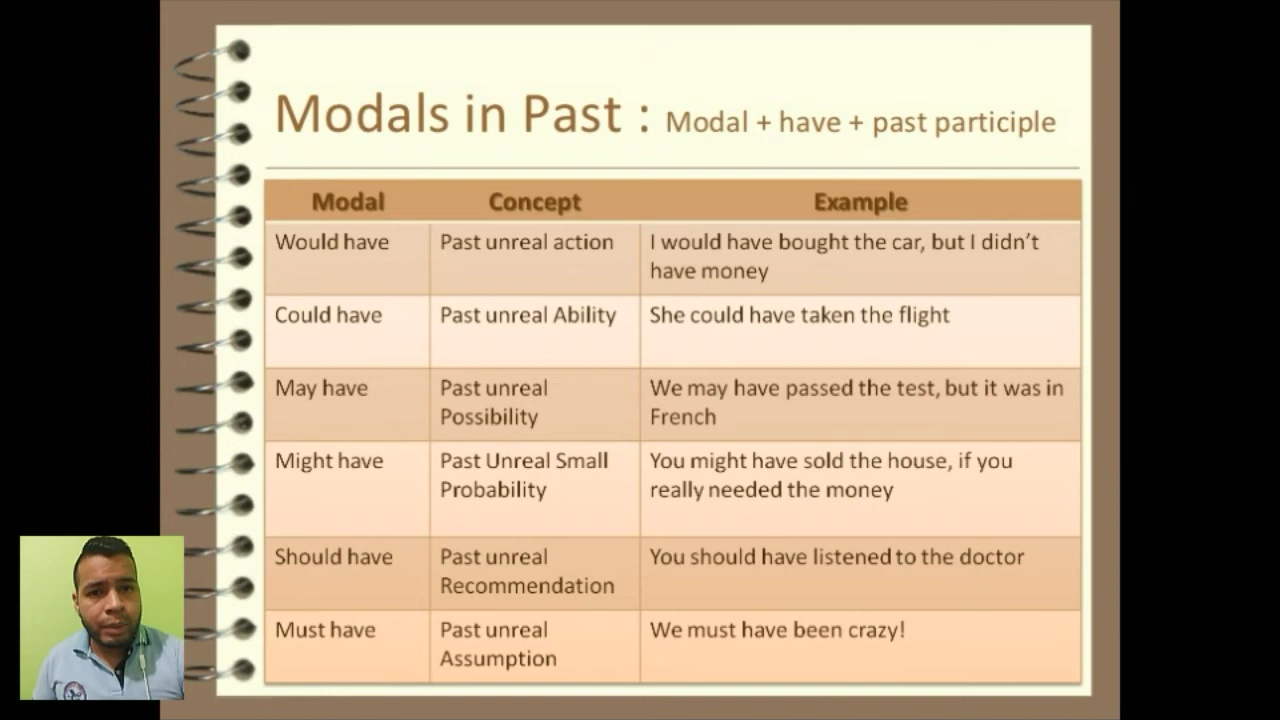 Modals in Past : Modal + have + past participle
Modal Concept Example
Would have Past unreal action I would have bought the car, but I didn't
have money
Could have Past unreal Ability She could have taken the flight
May have Past unreal We may have passed the test, but it was in
Possibility French
Might have Past Unreal Small You might have sold the house, if you
Probability really needed the money
Should have Past unreal You should have listened to the doctor
Recommendation
Must have Past unreal We must have been crazy!
Assumption